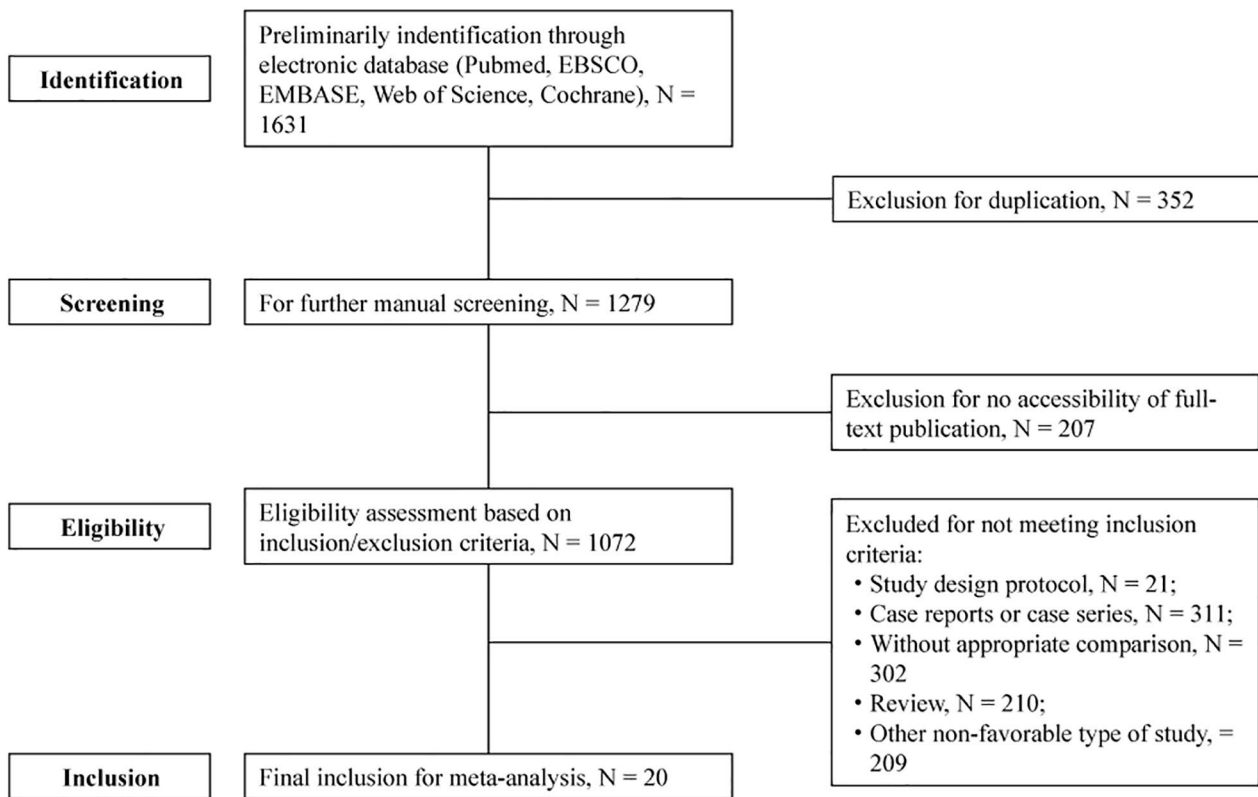 Identification
Preliminarily indentification through
electronic database (Pubmed, EBSCO,
EMBASE, Web of Science, Cochrane), N =
1631
Exclusion for duplication, N = 352
Screening
For further manual screening, N = 1279
Exclusion for no accessibility of full-
text publication, N = 207
Eligibility
Eligibility assessment based on
inclusion/exclusion criteria, N = 1072
Excluded for not meeting inclusion
criteria:
• Study design protocol, N = 21;
• Case reports or case series, N = 311;
• Without appropriate comparison, N =
302
• Review, N = 210;
• Other non-favorable type of study, =
209
Inclusion
Final inclusion for meta-analysis, N = 20